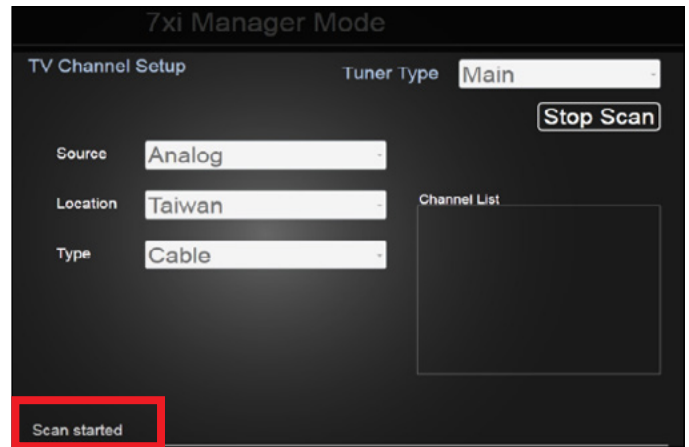 7xi Manager Mode
TV Channel Setup
Tuner Type Main
Stop Scan
Source Analog
Location Taiwan
Channel List
Type Cable
Scan started